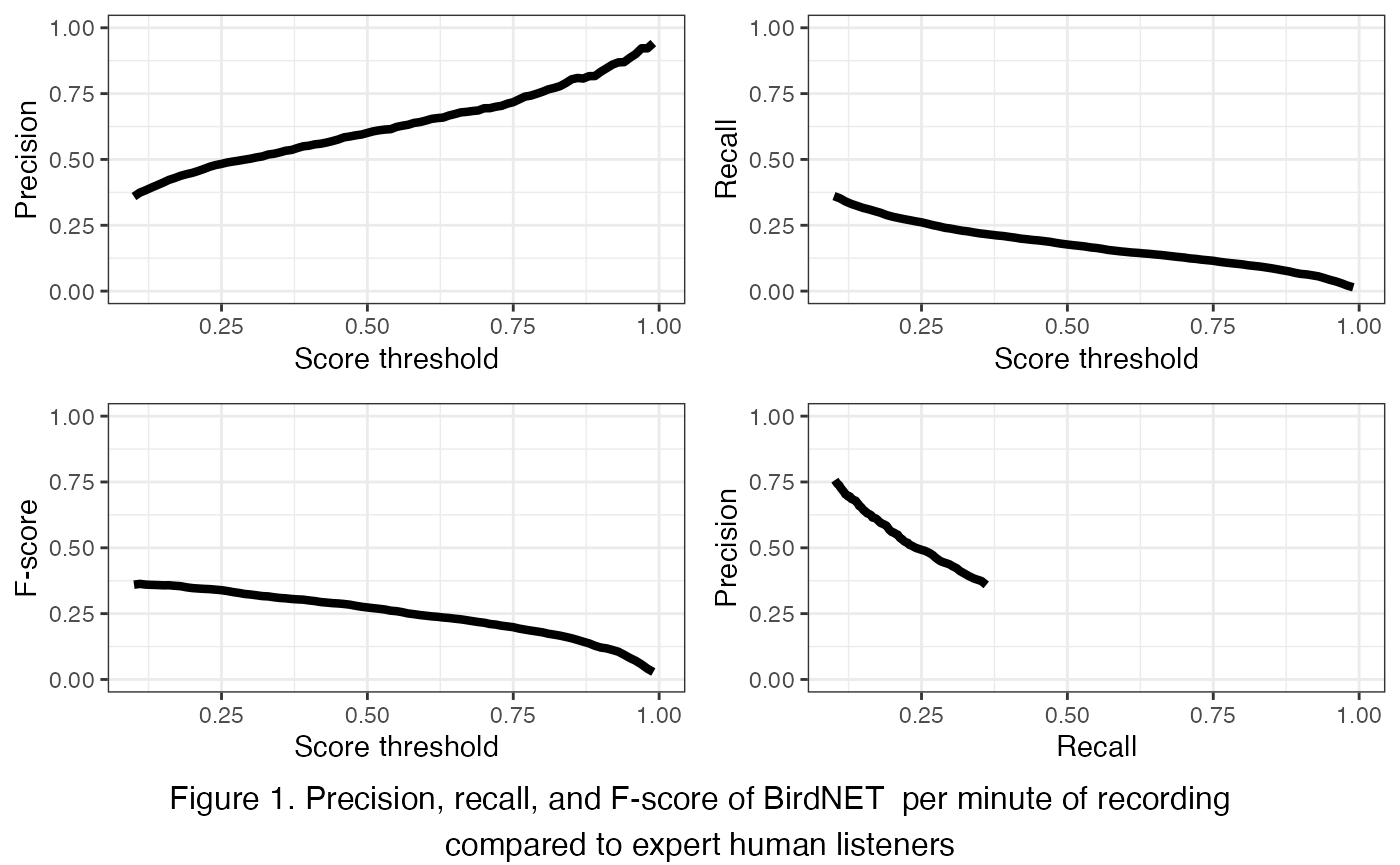 1.00
0.75
0.50
0.25
0.00
Precision
0.25 0.50 0.75 1.00
Score threshold
1.00
0.75
0.50
0.25
0.00
Recall
0.25 0.50 0.75 1.00
Score threshold
1.00
0.75
0.50
0.25
0.00
F-score
0.25 0.50 0.75 1.00
Score threshold
1.00
0.75
0.50
0.25
0.00
Precision
0.25 0.50 0.75 1.00
Recall
Figure 1. Precision, recall, and F-score of BirdNET  per minute of recording
compared to expert human listeners